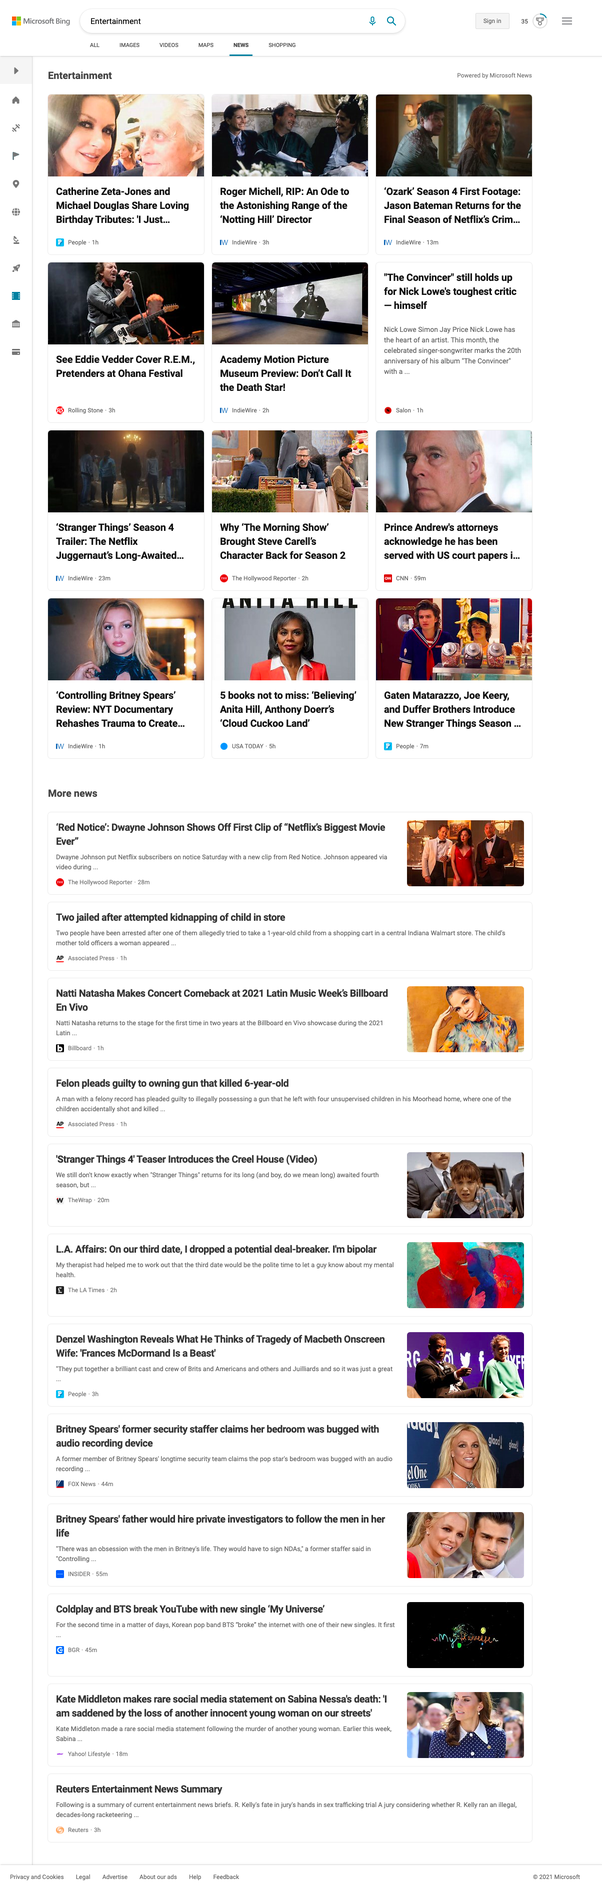 Microsoft Bing
Entertainment
Sign in
35
ALL
IMAGES
VIDEOS
MAPS
NEWS
SHOPPING
Entertainment
Powered by Microsoft News
Catherine Zeta-Jones and
Michael Douglas Share Loving
Birthday Tributes: 'I Just...
People · 1h
Roger Michell, RIP: An Ode to
the Astonishing Range of the
‘Notting Hill’ Director
IndieWire · 3h
‘Ozark’ Season 4 First Footage:
Jason Bateman Returns for the
Final Season of Netflix’s Crim...
IndieWire · 13m
See Eddie Vedder Cover R.E.M.,
Pretenders at Ohana Festival
Rolling Stone · 3h
Academy Motion Picture
Museum Preview: Don’t Call It
the Death Star!
IndieWire · 2h
"The Convincer" still holds up
for Nick Lowe's toughest critic
— himself
Nick Lowe Simon Jay Price Nick Lowe has
the heart of an artist. This month, the
celebrated singer-songwriter marks the 20th
anniversary of his album "The Convincer"
with a ...
Salon · 1h
‘Stranger Things’ Season 4
Trailer: The Netflix
Juggernaut’s Long-Awaited...
IndieWire · 23m
Why ‘The Morning Show’
Brought Steve Carell’s
Character Back for Season 2
The Hollywood Reporter · 2h
Prince Andrew's attorneys
acknowledge he has been
served with US court papers i...
CNN · 59m
‘Controlling Britney Spears’
Review: NYT Documentary
Rehashes Trauma to Create...
IndieWire · 1h
ANITA HILL
5 books not to miss: ‘Believing’
Anita Hill, Anthony Doerr’s
‘Cloud Cuckoo Land’
USA TODAY · 5h
Gaten Matarazzo, Joe Keery,
and Duffer Brothers Introduce
New Stranger Things Season ...
People · 7m
More news
‘Red Notice’: Dwayne Johnson Shows Off First Clip of “Netflix’s Biggest Movie
Ever”
Dwayne Johnson put Netflix subscribers on notice Saturday with a new clip from Red Notice. Johnson appeared via
video during ...
The Hollywood Reporter · 28m
Two jailed after attempted kidnapping of child in store
Two people have been arrested after one of them allegedly tried to take a 1-year-old child from a shopping cart in a central Indiana Walmart store. The child's
mother told officers a woman appeared ...
AP Associated Press · 1h
Natti Natasha Makes Concert Comeback at 2021 Latin Music Week’s Billboard
En Vivo
Natti Natasha returns to the stage for the first time in two years at the Billboard en Vivo showcase during the 2021
Latin ...
Billboard · 1h
Felon pleads guilty to owning gun that killed 6-year-old
A man with a felony record has pleaded guilty to illegally possessing a gun that he left with four unsupervised children in his Moorhead home, where one of the
children accidentally shot and killed ...
AP Associated Press · 1h
'Stranger Things 4' Teaser Introduces the Creel House (Video)
We still don't know exactly when "Stranger Things" returns for its long (and boy, do we mean long) awaited fourth
season, but ...
TheWrap · 20m
L.A. Affairs: On our third date, I dropped a potential deal-breaker. I'm bipolar
My therapist had helped me to work out that the third date would be the polite time to let a guy know about my mental
health.
The LA Times · 2h
Denzel Washington Reveals What He Thinks of Tragedy of Macbeth Onscreen
Wife: 'Frances McDormand Is a Beast'
"They put together a brilliant cast and crew of Brits and Americans and others and Juilliards and so it was just a great
...
People · 3h
Britney Spears' former security staffer claims her bedroom was bugged with
audio recording device
A former member of Britney Spears' longtime security team claims the pop star's bedroom was bugged with an audio
recording ...
FOX News · 44m
Britney Spears' father would hire private investigators to follow the men in her
life
"There was an obsession with the men in Britney's life. They would have to sign NDAs," a former staffer said in
"Controlling ...
INSIDER · 55m
Coldplay and BTS break YouTube with new single ‘My Universe’
For the second time in a matter of days, Korean pop band BTS “broke” the internet with one of their new singles. It first
...
BGR · 45m
Kate Middleton makes rare social media statement on Sabina Nessa's death: 'I
am saddened by the loss of another innocent young woman on our streets'
Kate Middleton made a rare social media statement following the murder of another young woman. Earlier this week,
Sabina ...
Yahoo! Lifestyle · 18m
Reuters Entertainment News Summary
Following is a summary of current entertainment news briefs. R. Kelly's fate in jury's hands in sex trafficking trial A jury considering whether R. Kelly ran an illegal,
decades-long racketeering ...
Reuters · 3h
Privacy and Cookies
Legal
Advertise
About our ads
Help
Feedback
© 2021 Microsoft